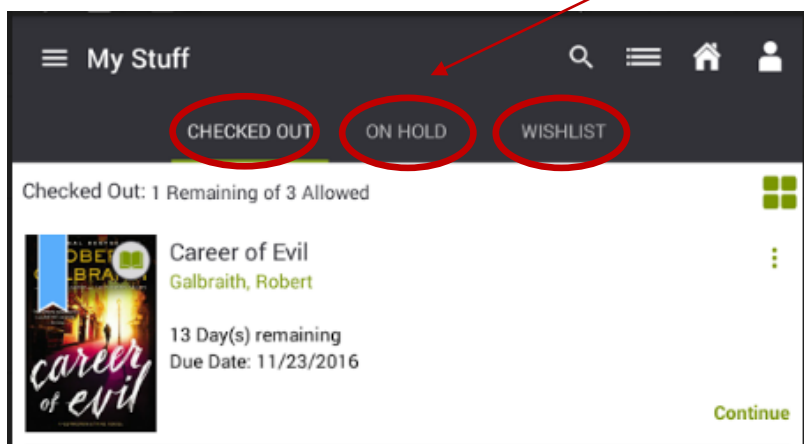 My Stuff
CHECKED OUT ON HOLD WISHLIST
Checked Out: 1 Remaining of 3 Allowed
Career of Evil
Galbraith, Robert
13 Day(s) remaining
Due Date: 11/23/2016
career
of evil
Continue